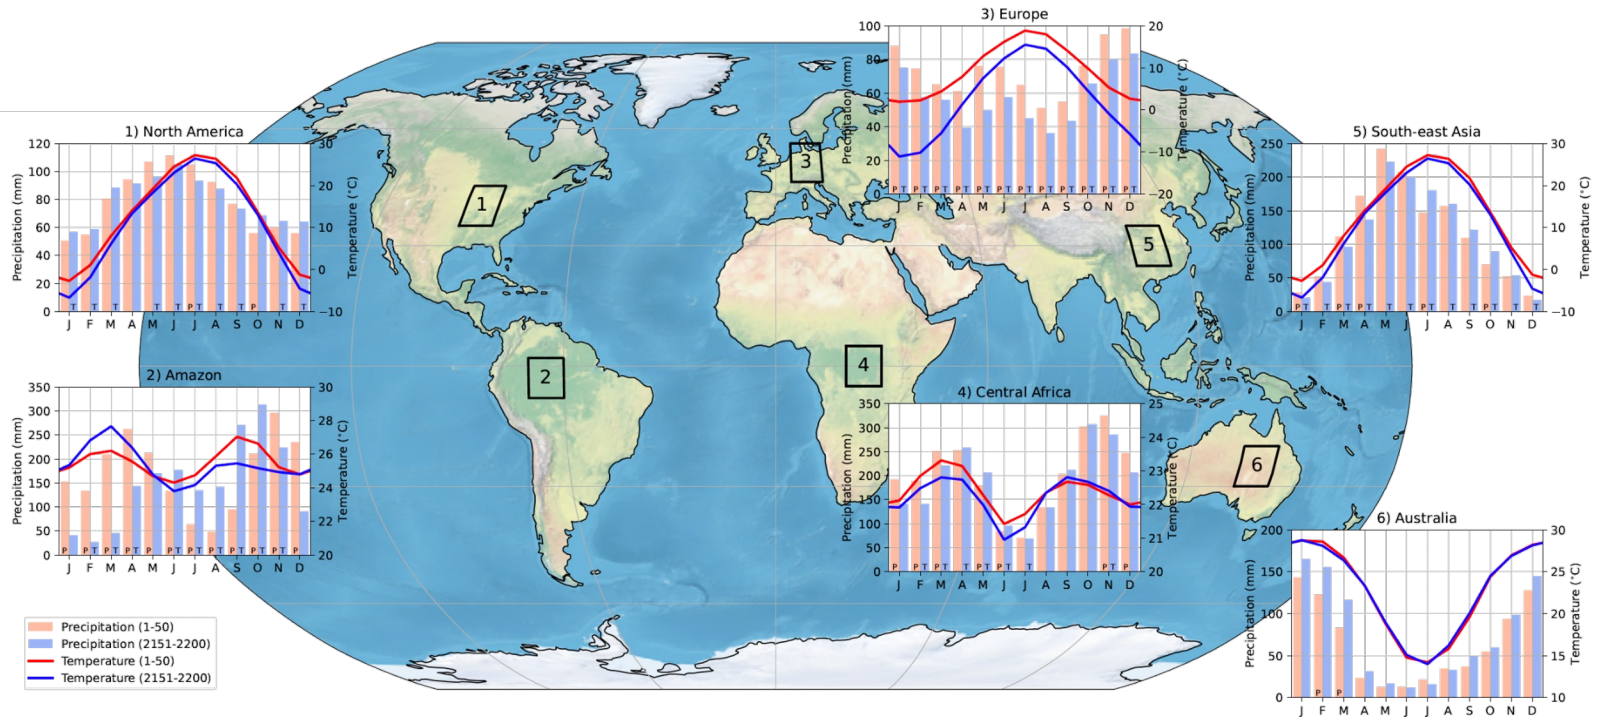 3) Europe
100
80
60
40
20
0
Precipitation (mm)
20
10
0
−10
−20
Temperature (°C)
P T P T P T P T P T P T P T P T P T P T P T P T
J F M A M J J A S O N D
1) North America
120
100
80
60
40
20
0
Precipitation (mm)
30
20
10
0
−10
Temperature (°C)
T T T T T P T T T P T T
J F M A M J J A S O N D
5) South-east Asia
250
200
150
100
50
0
Precipitation (mm)
30
20
10
0
−10
Temperature (°C)
J F M A M J J A S O N D
1
2
3
4
5
6
2) Amazon
350
300
250
200
150
100
50
0
Precipitation (mm)
30
28
26
24
22
20
Temperature (°C)
P P T P T P T P P T P T P T P T P T P T P T
J F M A M J J A S O N D
4) Central Africa
350
300
250
200
150
100
50
0
Precipitation (mm)
25
24
23
22
21
20
Temperature (°C)
P T P T P T P T P T P T T P T P
J F M A M J J A S O N D
6) Australia
200
150
100
50
0
Precipitation (mm)
30
25
20
15
10
Temperature (°C)
P P
J F M A M J J A S O N D
Precipitation (1-50)
Precipitation (2151-2200)
Temperature (1-50)
Temperature (2151-2200)